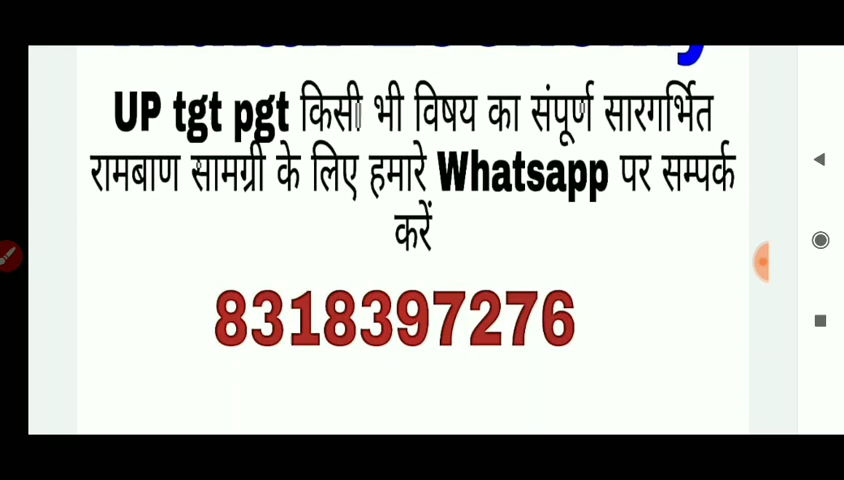 UP tgt pgt किसी भी विषय का संपूर्ण सारगर्भित
रामबाण सामग्री के लिए हमारे Whatsapp पर सम्पर्क
करें
8318397276